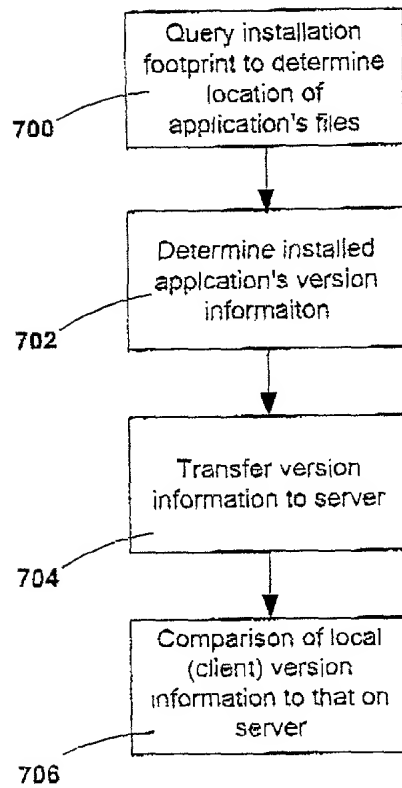 Query installation
footprint to determine
location of
application's files
700
Determine installed
applcation's version
informaiton
702
Transfer version
information to server
704
Comparison of local
(client) version
information to that on
server
706